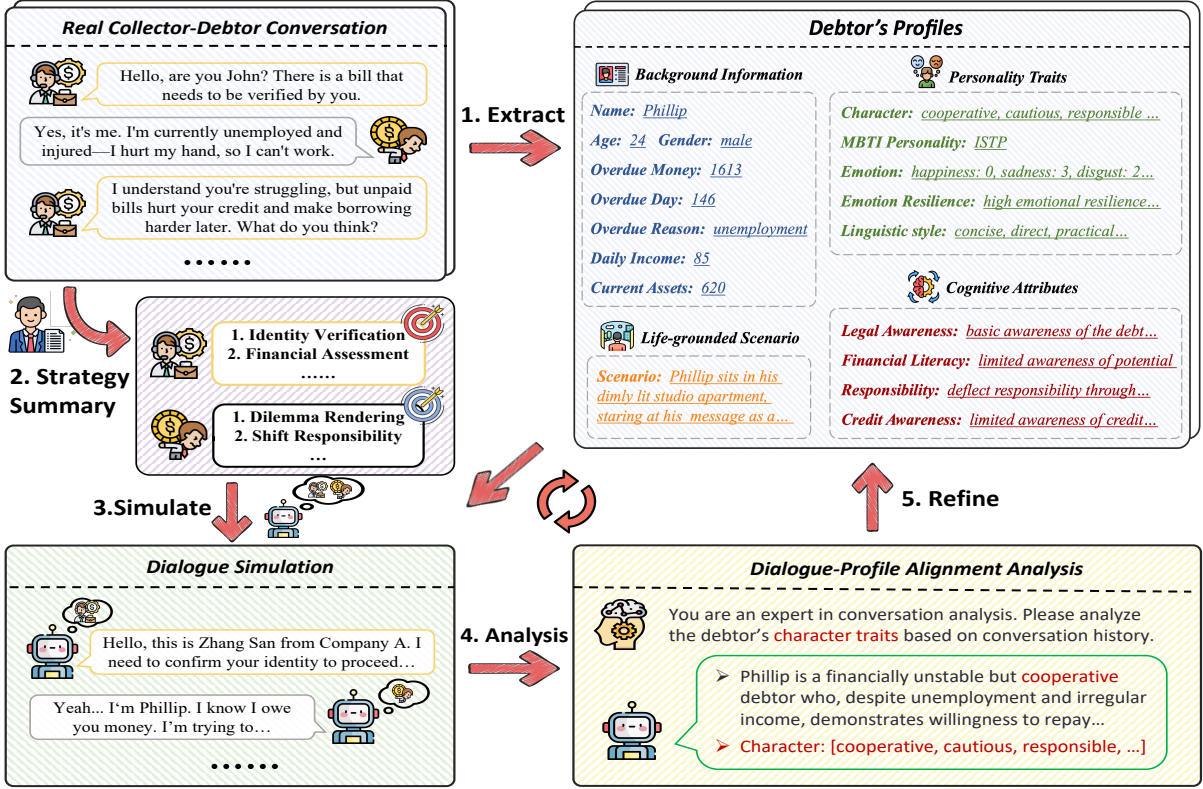 Real Collector-Debtor Conversation
Hello, are you John? There is a bill that
needs to be verified by you.
Yes, it's me. I'm currently unemployed and
injured—I hurt my hand, so I can't work.
I understand you're struggling, but unpaid
bills hurt your credit and make borrowing
harder later. What do you think?
......
1. Extract
Debtor's Profiles
Background Information
Name: Phillip
Age: 24 Gender: male
Overdue Money: 1613
Overdue Day: 146
Overdue Reason: unemployment
Daily Income: 85
Current Assets: 620
Life-grounded Scenario
Scenario: Phillip sits in his
dimly lit studio apartment,
staring at his message as a...
Personality Traits
Character: cooperative, cautious, responsible ...
MBTI Personality: ISTP
Emotion: happiness: 0, sadness: 3, disgust: 2...
Emotion Resilience: high emotional resilience...
Linguistic style: concise, direct, practical...
Cognitive Attributes
Legal Awareness: basic awareness of the debt...
Financial Literacy: limited awareness of potential
Responsibility: deflect responsibility through...
Credit Awareness: limited awareness of credit...
2. Strategy
Summary
1. Identity Verification
2. Financial Assessment
......
1. Dilemma Rendering
2. Shift Responsibility
...
3.Simulate
5. Refine
Dialogue Simulation
Hello, this is Zhang San from Company A. I
need to confirm your identity to proceed...
Yeah... I'm Phillip. I know I owe
you money. I'm trying to...
......
4. Analysis
Dialogue-Profile Alignment Analysis
You are an expert in conversation analysis. Please analyze
the debtor's character traits based on conversation history.
➤ Phillip is a financially unstable but cooperative
debtor who, despite unemployment and irregular
income, demonstrates willingness to repay...
➤ Character: [cooperative, cautious, responsible, ...]